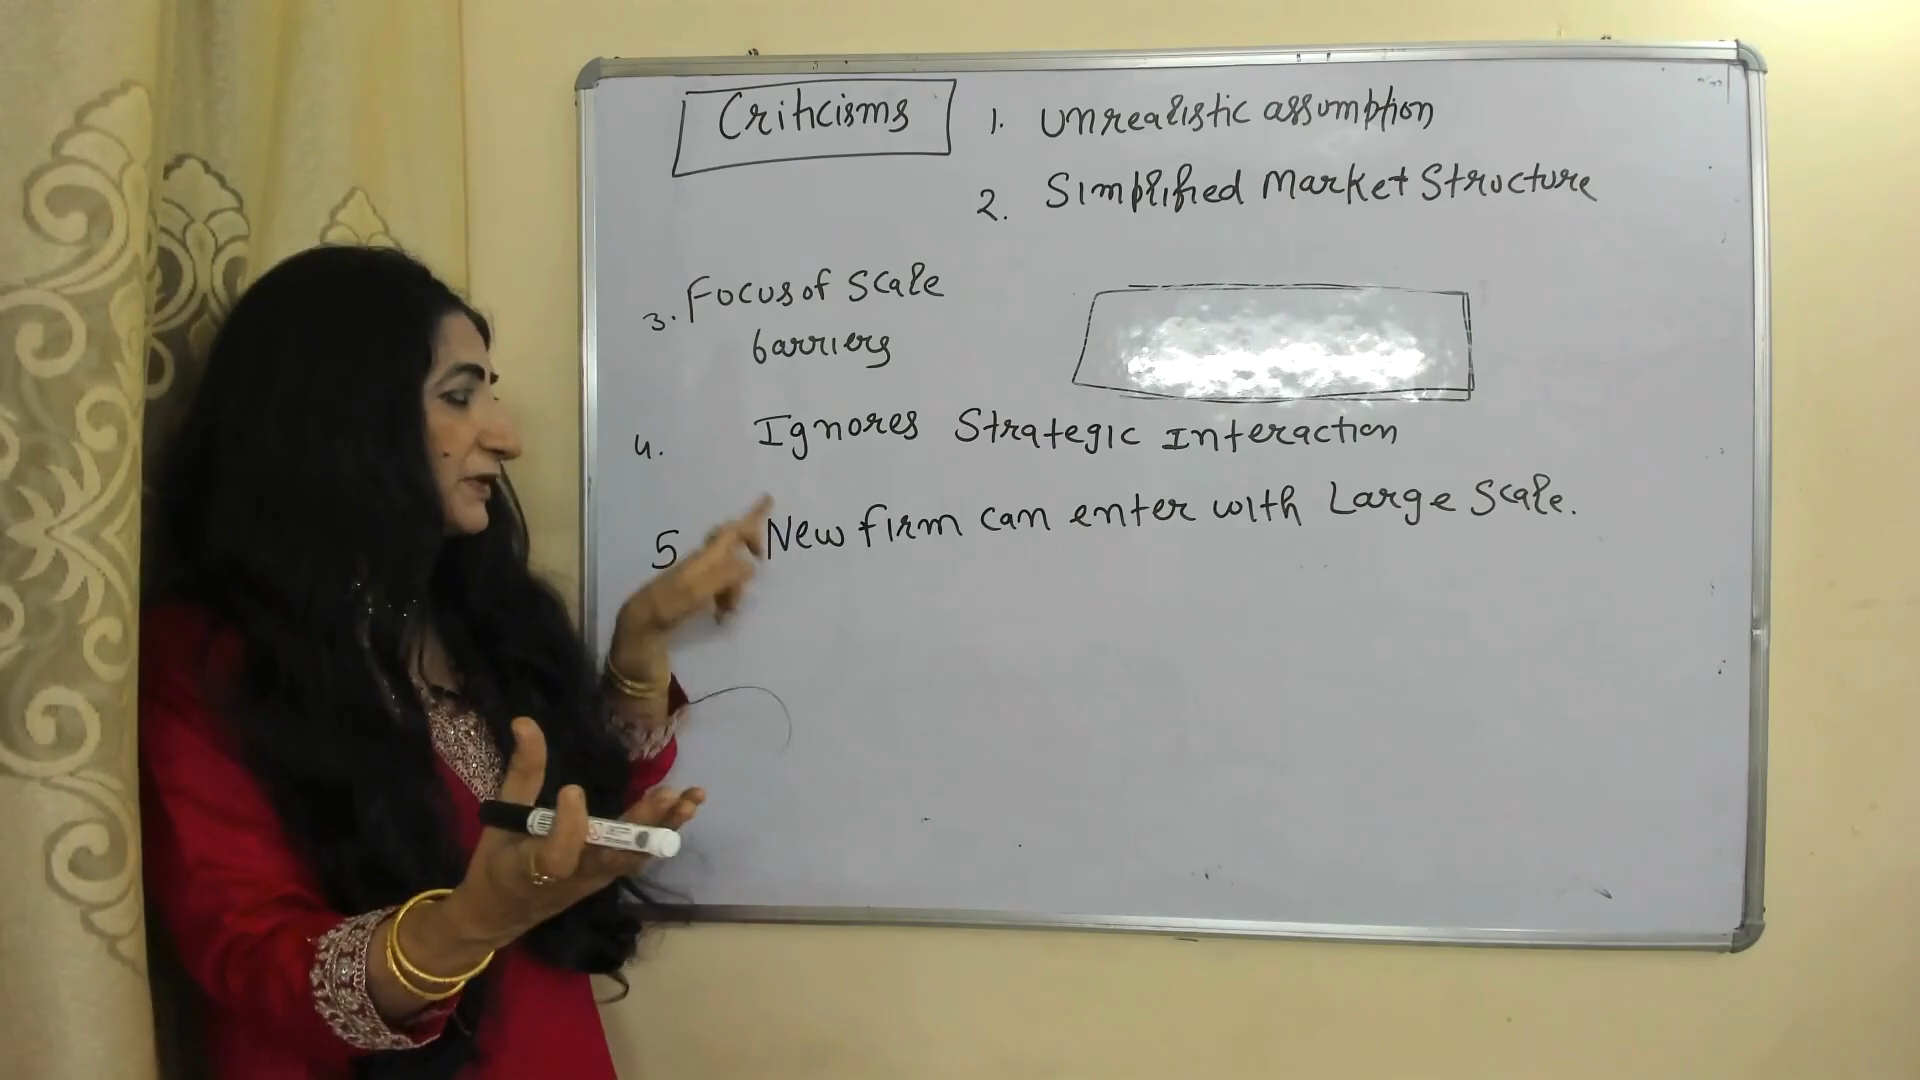 Criticisms
1. Unrealistic assumption
2. Simplified Market Structure
3. Focus of Scale
barriers
4. Ignores Strategic Interaction
5 New firm can enter with Large Scale.